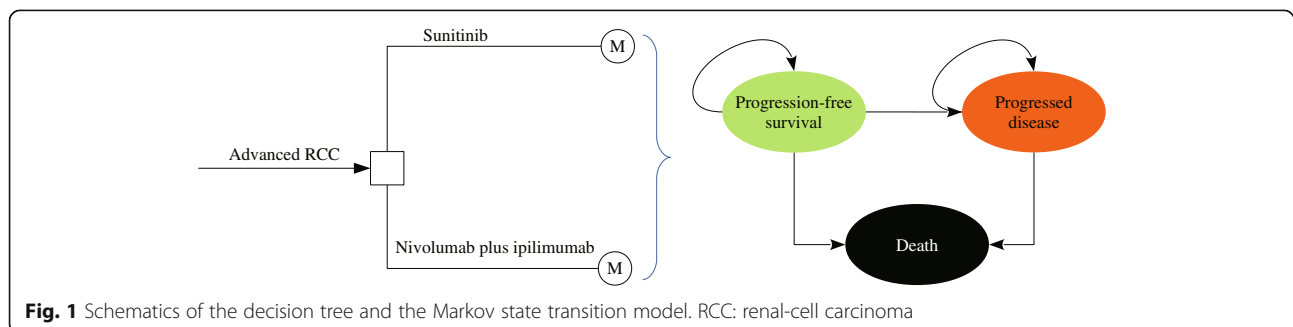 Sunitinib
M
Advanced RCC
Nivolumab plus ipilimumab
M
Progression-free
survival
Progressed
disease
Death
Fig. 1 Schematics of the decision tree and the Markov state transition model. RCC: renal-cell carcinoma